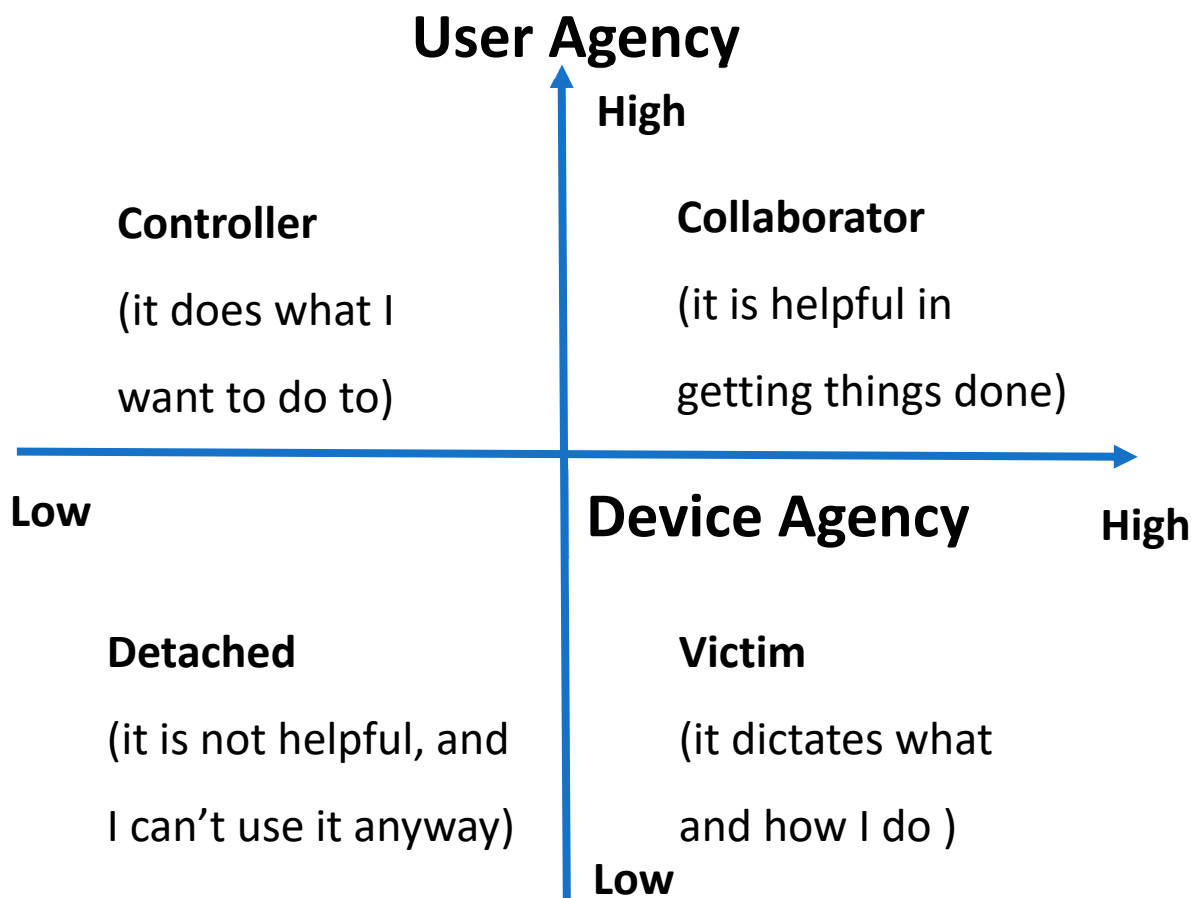 User Agency
High
Controller
(it does what I
want to do to)
Collaborator
(it is helpful in
getting things done)
Low
Device Agency
High
Detached
(it is not helpful, and
I can’t use it anyway)
Victim
(it dictates what
and how I do )
Low